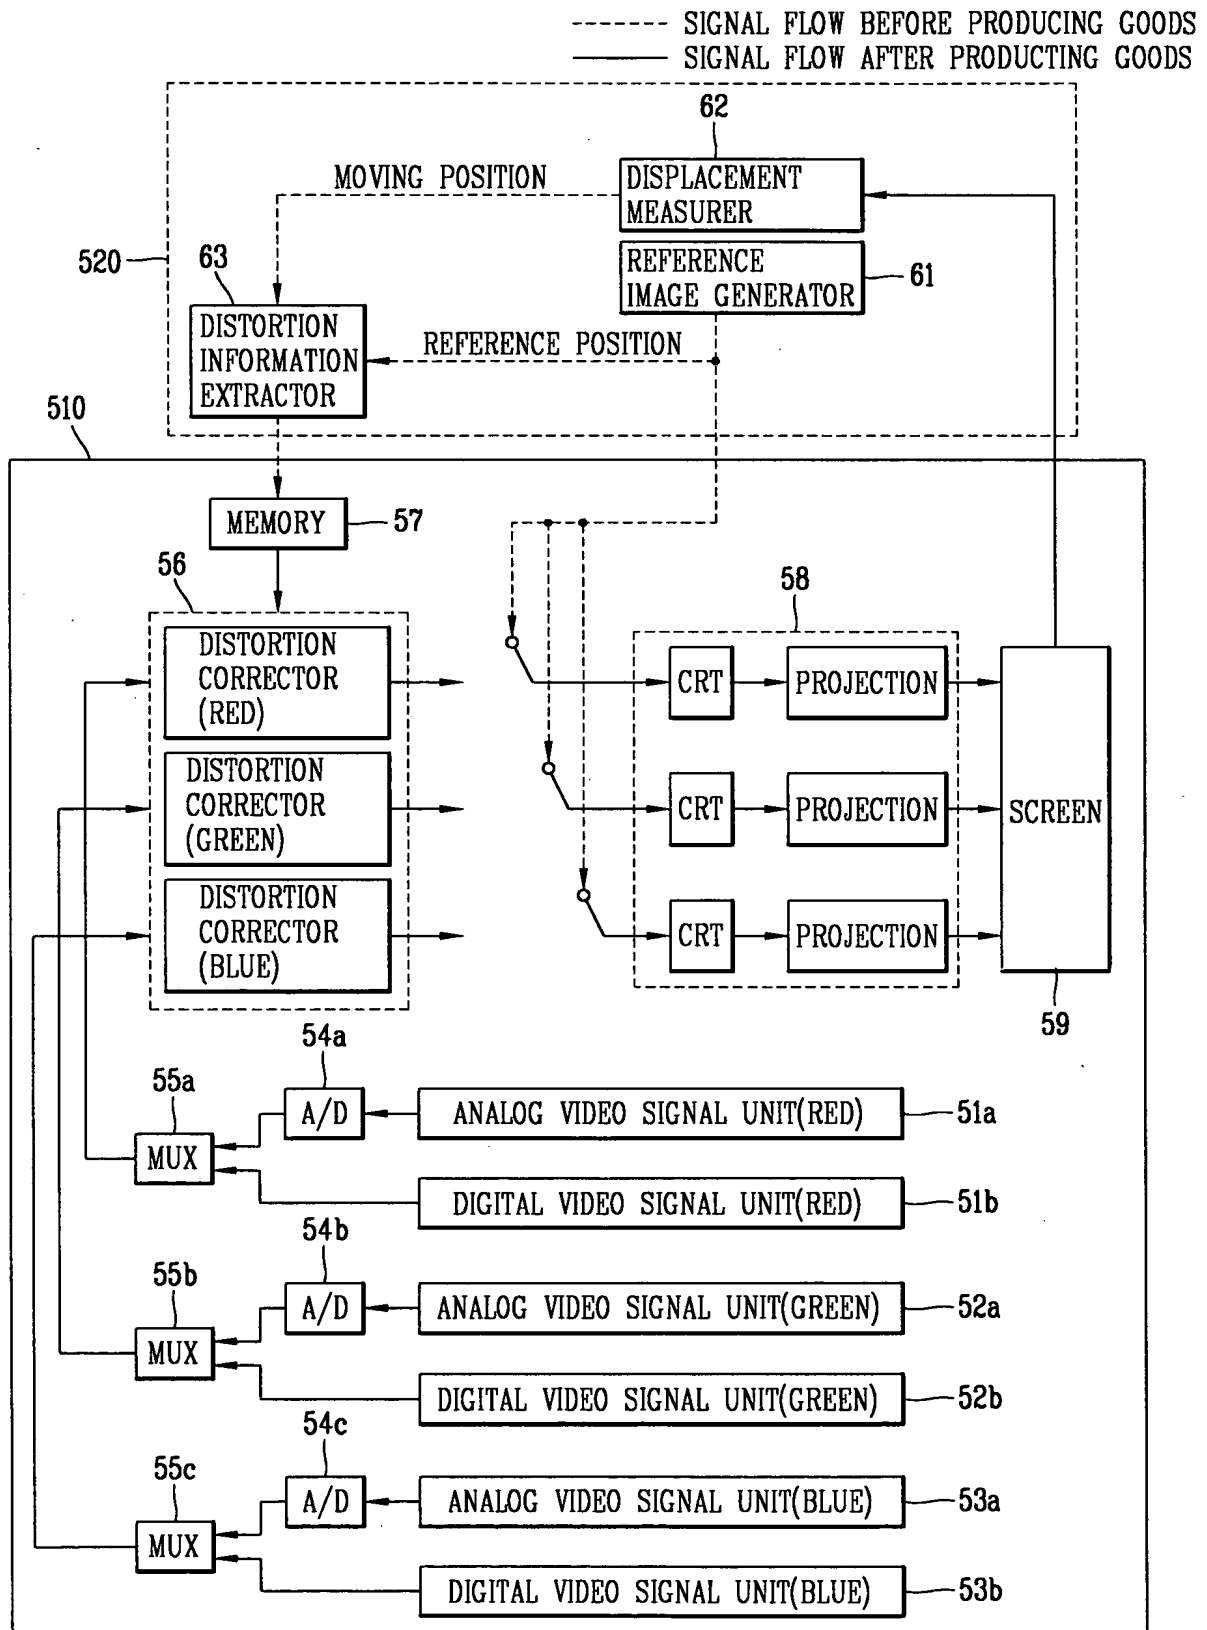 SIGNAL FLOW BEFORE PRODUCING GOODS
SIGNAL FLOW AFTER PRODUCTING GOODS
62
MOVING POSITION
DISPLACEMENT
MEASURER
520
63
REFERENCE
IMAGE GENERATOR
61
DISTORTION
INFORMATION
EXTRACTOR
REFERENCE POSITION
510
MEMORY
57
56
58
DISTORTION
CORRECTOR
(RED)
CRT
PROJECTION
DISTORTION
CORRECTOR
(GREEN)
CRT
PROJECTION
SCREEN
DISTORTION
CORRECTOR
(BLUE)
CRT
PROJECTION
59
54a
55a
A/D
ANALOG VIDEO SIGNAL UNIT(RED)
51a
MUX
DIGITAL VIDEO SIGNAL UNIT(RED)
51b
54b
55b
A/D
ANALOG VIDEO SIGNAL UNIT(GREEN)
52a
MUX
DIGITAL VIDEO SIGNAL UNIT(GREEN)
52b
54c
55c
A/D
ANALOG VIDEO SIGNAL UNIT(BLUE)
53a
MUX
DIGITAL VIDEO SIGNAL UNIT(BLUE)
53b